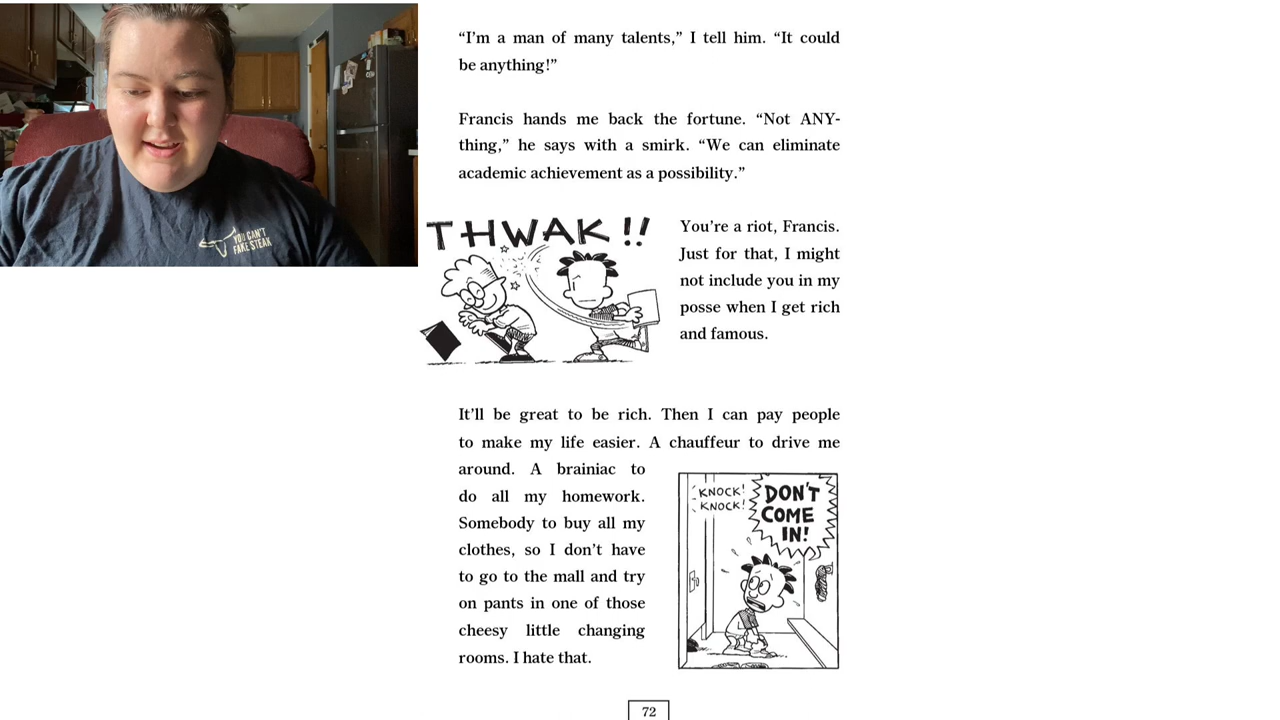 YOU CAN'T
FAKE STEAK
“I’m a man of many talents,” I tell him. “It could
be anything!”
Francis hands me back the fortune. “Not ANY-
thing,” he says with a smirk. “We can eliminate
academic achievement as a possibility.”
THWAK!!
You’re a riot, Francis.
Just for that, I might
not include you in my
posse when I get rich
and famous.
It’ll be great to be rich. Then I can pay people
to make my life easier. A chauffeur to drive me
around. A brainiac to
do all my homework.
Somebody to buy all my
clothes, so I don’t have
to go to the mall and try
on pants in one of those
cheesy little changing
rooms. I hate that.
KNOCK!
KNOCK!
DON'T
COME
IN!
72